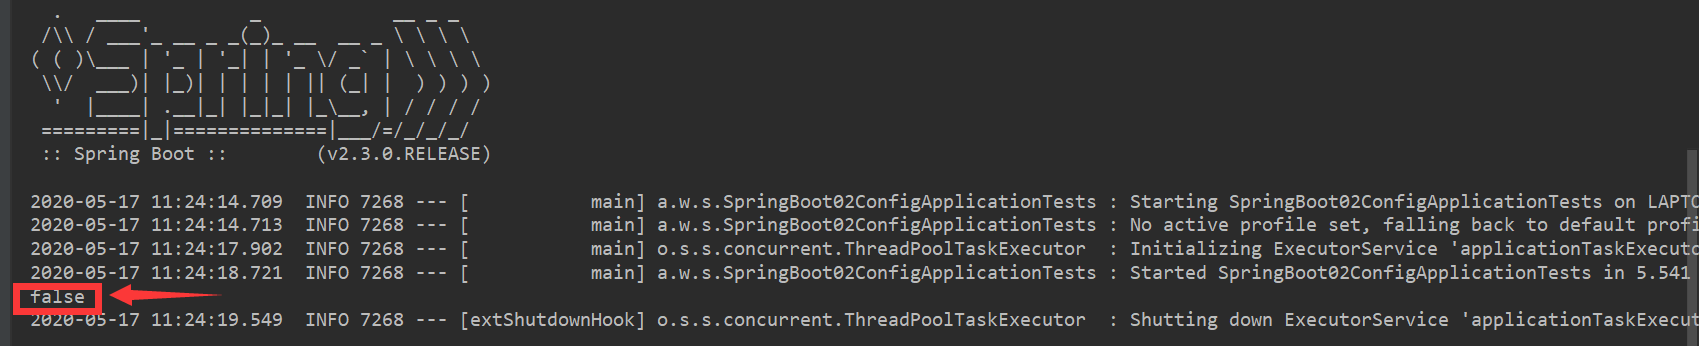 .   ____          _            __ _ _
 /\\ / ___'_ __ _ _(_)_ __  __ _ \ \ \ \
( ( )\___ | '_ | '_| | '_ \/ _` | \ \ \ \
 \\/  ___)| |_)| | | | | || (_| |  ) ) ) )
  '  |____| .__|_| |_|_| |_\__, | / / / /
 =========|_|==============|___/=/_/_/_/
 :: Spring Boot ::        (v2.3.0.RELEASE)
2020-05-17 11:24:14.709  INFO 7268 --- [           main] a.w.s.SpringBoot02ConfigApplicationTests : Starting SpringBoot02ConfigApplicationTests on LAPTO
2020-05-17 11:24:14.713  INFO 7268 --- [           main] a.w.s.SpringBoot02ConfigApplicationTests : No active profile set, falling back to default profi
2020-05-17 11:24:17.902  INFO 7268 --- [           main] o.s.s.concurrent.ThreadPoolTaskExecutor  : Initializing ExecutorService 'applicationTaskExecuto
2020-05-17 11:24:18.721  INFO 7268 --- [           main] a.w.s.SpringBoot02ConfigApplicationTests : Started SpringBoot02ConfigApplicationTests in 5.541
false
2020-05-17 11:24:19.549  INFO 7268 --- [extShutdownHook] o.s.s.concurrent.ThreadPoolTaskExecutor  : Shutting down ExecutorService 'applicationTaskExecut